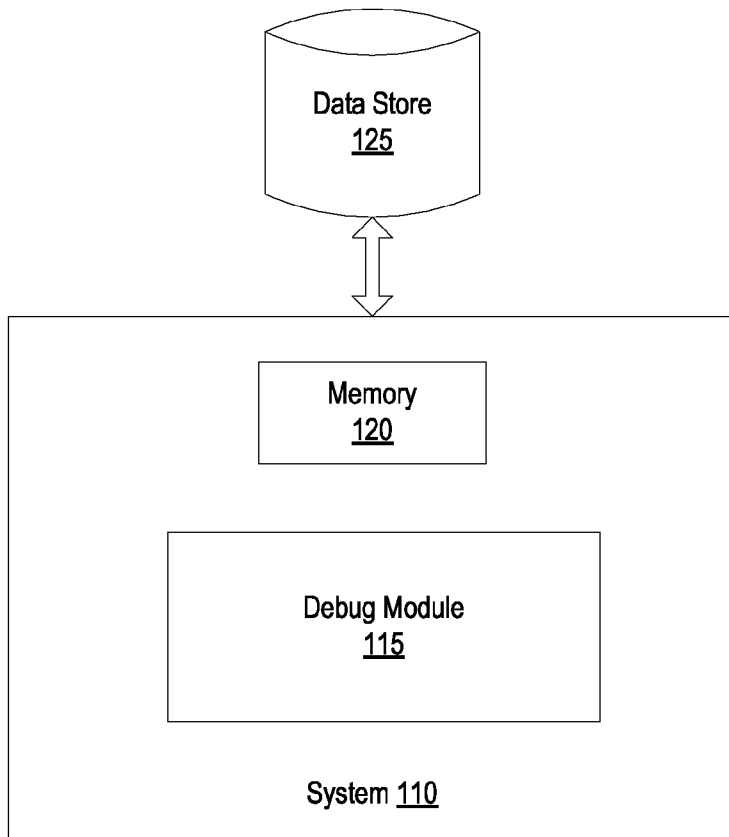 Data Store
125
Memory
120
Debug Module
115
System 110